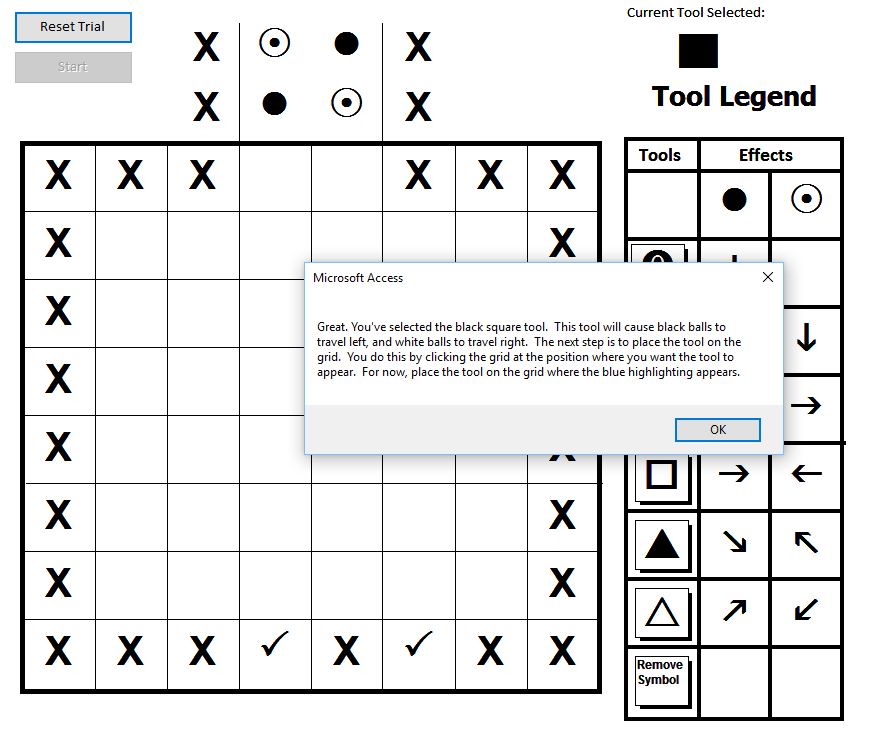 Reset Trial
Start
Current Tool Selected:
Tool Legend
X X
X X
Tools Effects
X X X X X X
X X
Microsoft Access
Great. You've selected the black square tool. This tool will cause black balls to
travel left, and white balls to travel right. The next step is to place the tool on the
grid. You do this by clicking the grid at the position where you want the tool to
appear. For now, place the tool on the grid where the blue highlighting appears.
OK
X
X
X X
X X
X X
X X X ✓ X ✓ X X
Remove
Symbol